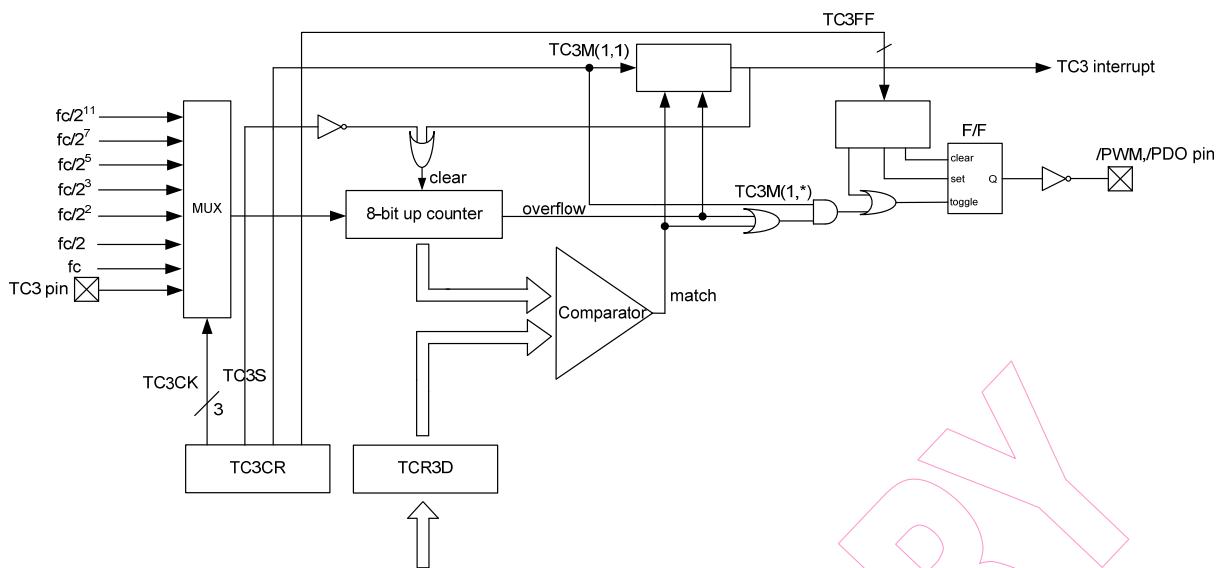 TC3FF
TC3M(1,1)
TC3 interrupt
fc/2¹¹
fc/2⁷
fc/2⁵
fc/2³
fc/2²
fc/2
fc
TC3 pin
MUX
clear
8-bit up counter
overflow
TC3M(1,*)
F/F
clear
set
Q
toggle
/PWM,/PDO pin
Comparator
match
TC3CK
TC3S
3
TC3CR
TCR3D
RY